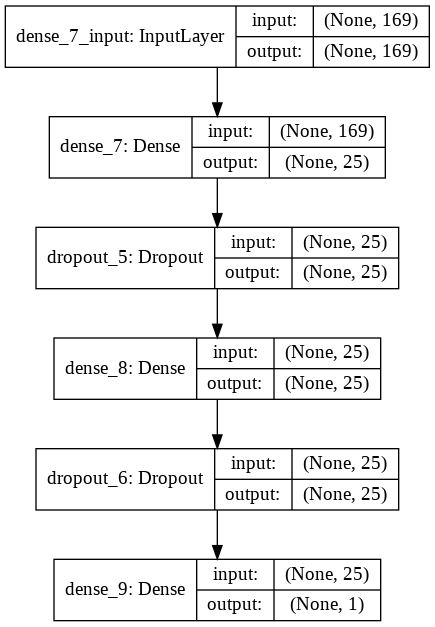 dense_7_input: InputLayer
input: (None, 169)
output: (None, 169)
dense_7: Dense
input: (None, 169)
output: (None, 25)
dropout_5: Dropout
input: (None, 25)
output: (None, 25)
dense_8: Dense
input: (None, 25)
output: (None, 25)
dropout_6: Dropout
input: (None, 25)
output: (None, 25)
dense_9: Dense
input: (None, 25)
output: (None, 1)